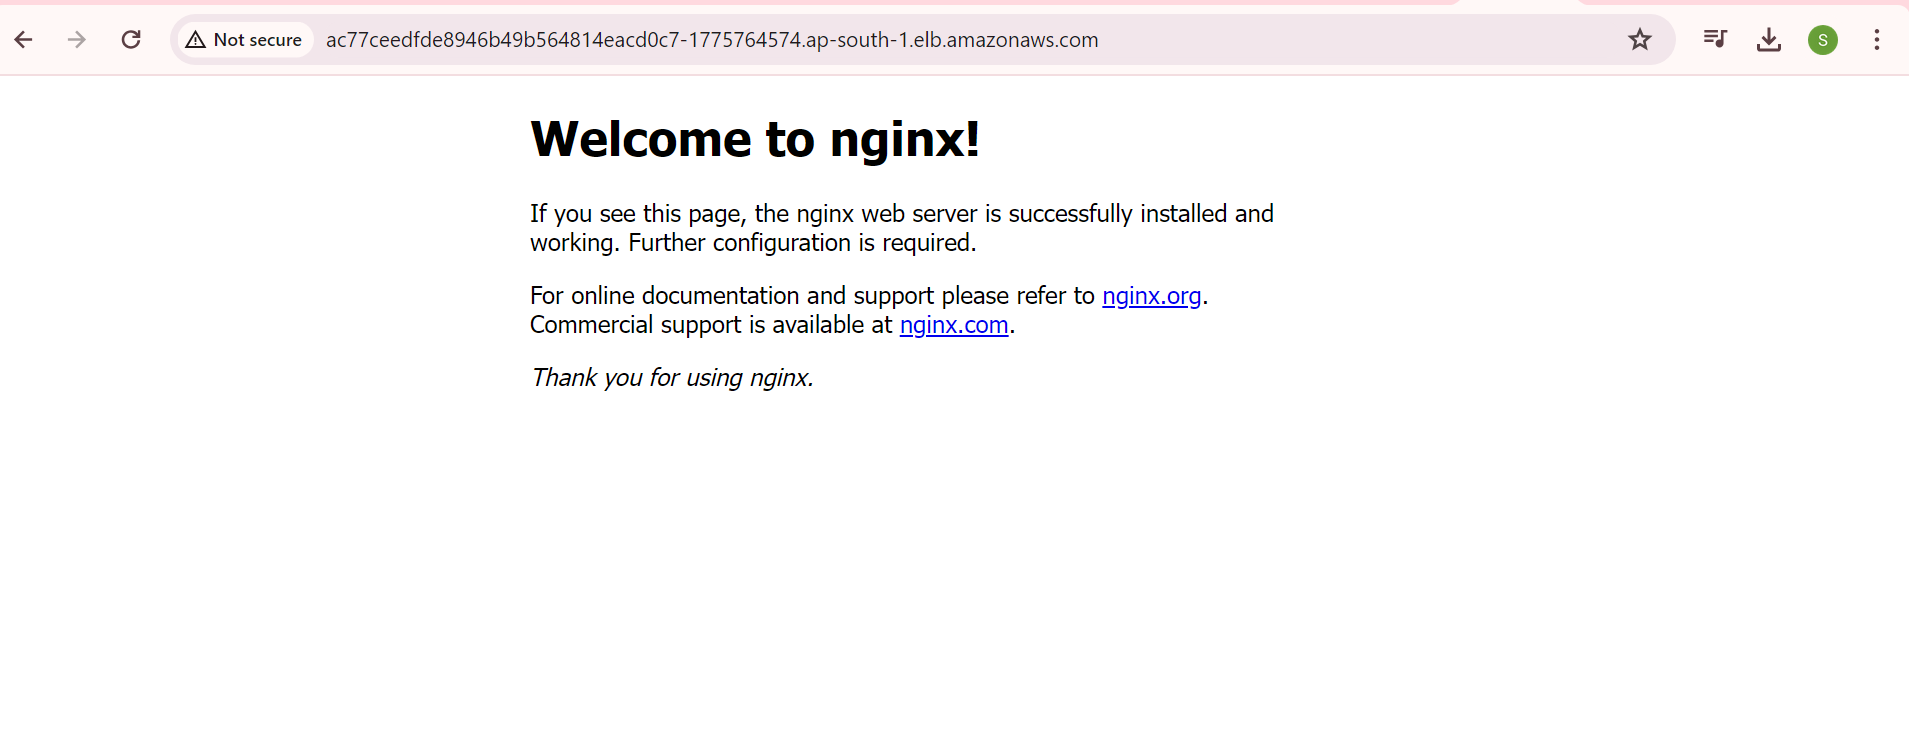 Not secure ac77ceedfde8946b49b564814eacd0c7-1775764574.ap-south-1.elb.amazonaws.com S
Welcome to nginx!
If you see this page, the nginx web server is successfully installed and
working. Further configuration is required.
For online documentation and support please refer to nginx.org.
Commercial support is available at nginx.com.
Thank you for using nginx.